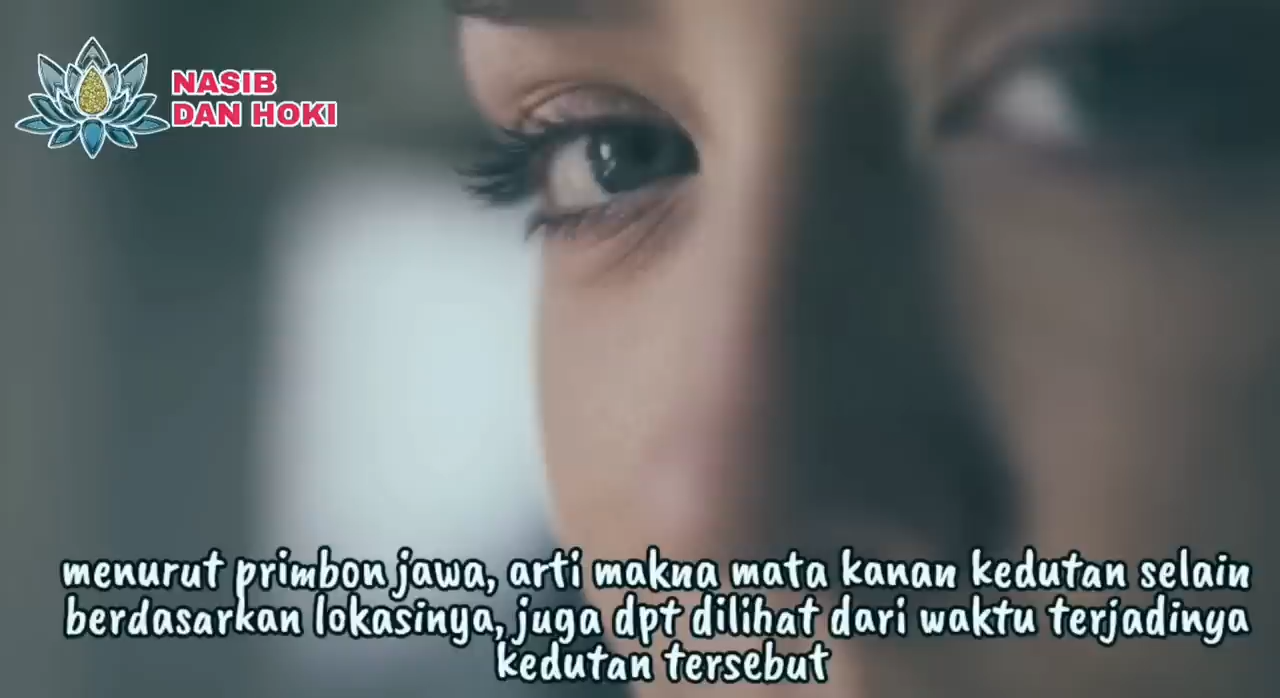 NASIB
DAN HOKI
menurut primbon jawa, arti makna mata kanan kedutan selain
berdasarkan lokasinya, juga dpt dilihat dari waktu terjadinya
kedutan tersebut